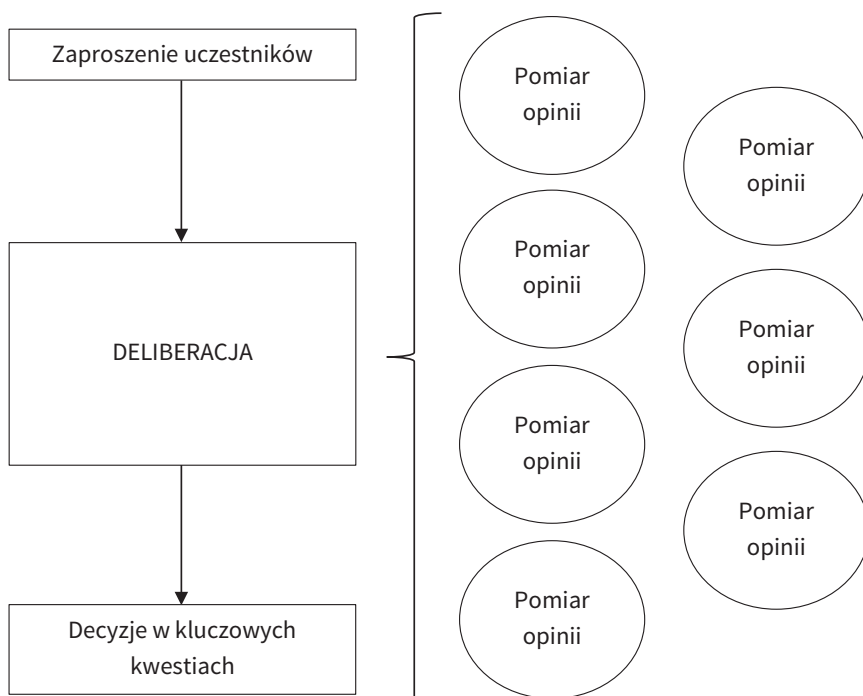 Zaproszenie uczestników
DELIBERACJA
Decyzje w kluczowych
kwestiach
Pomiar
opinii
Pomiar
opinii
Pomiar
opinii
Pomiar
opinii
Pomiar
opinii
Pomiar
opinii
Pomiar
opinii